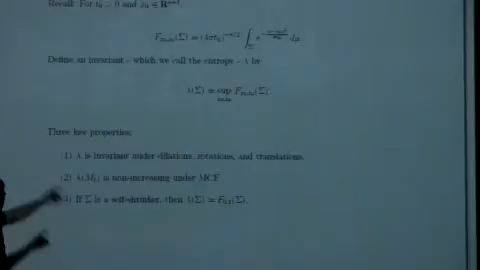 Recall: For t₀ > 0 and x₀ ∈ Rⁿ⁺¹,
F_{x₀,t₀}(Σ) = (4πt₀)^{-n/2} ∫_Σ e^{-|x-x₀|²/4t₀} dμ.
Define an invariant – which we call the entropy – λ by
λ(Σ) = sup_{x₀,t₀} F_{x₀,t₀}(Σ)
Three key properties:
(1) λ is invariant under dilations, rotations, and translations.
(2) λ(M_t) is non-increasing under MCF.
(3) If Σ is a self-shrinker, then λ(Σ) = F_{0,1}(Σ).